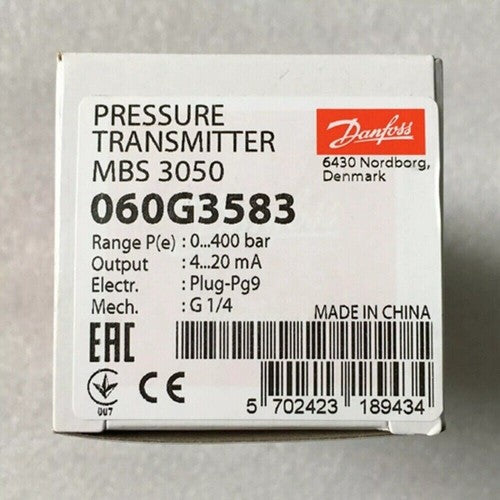 PRESSURE
TRANSMITTER
MBS 3050
060G3583
Range P(e) : 0...400 bar
Output : 4...20 mA
Electr. : Plug-Pg9
Mech. : G 1/4
Danfoss
6430 Nordborg,
Denmark
MADE IN CHINA
EAC
CE
007
5 702423 189434